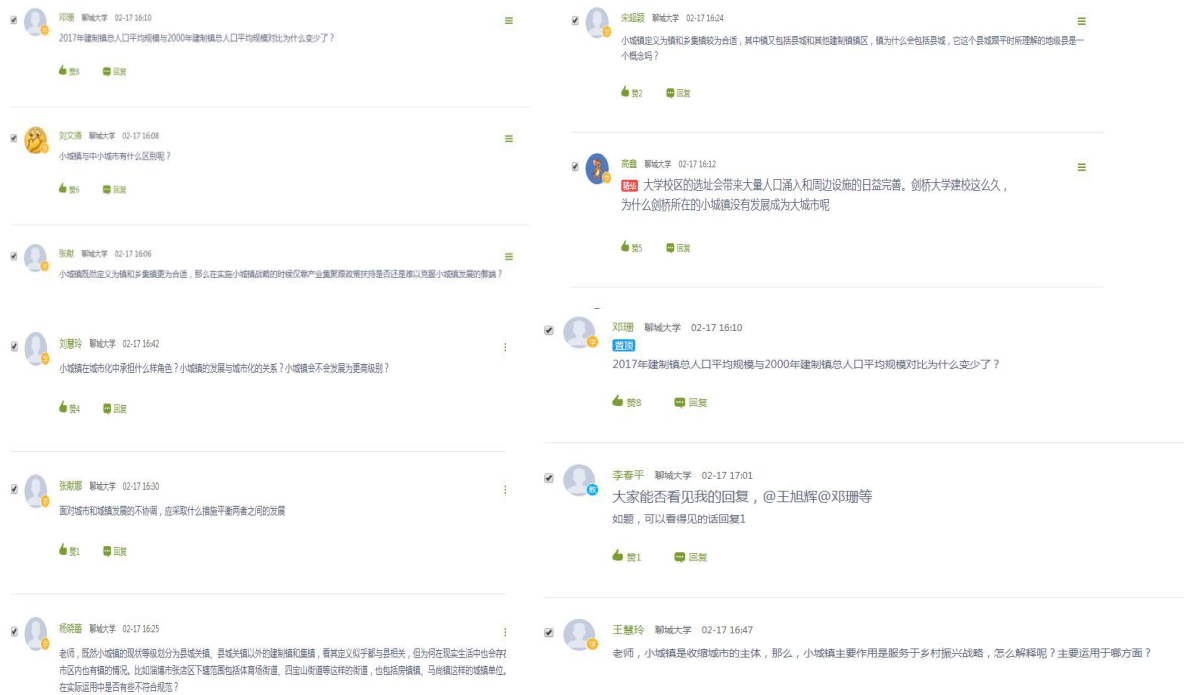 邓珊 聊城大学 02-17 16:10
2017年建制镇总人口平均规模与2000年建制镇总人口平均规模对比为什么变少了？
赞8 回复
刘文清 聊城大学 02-17 16:08
小城镇与中小城市有什么区别呢？
赞6 回复
张献 聊城大学 02-17 16:06
小城镇既然定义为镇和乡集镇更为合适，那么在实施小城镇战略的时候仅靠产业集聚跟政策扶持是否还是难以克服小城镇发展的弊端？
刘慧玲 聊城大学 02-17 16:42
小城镇在城市化中承担什么样角色？小城镇的发展与城市化的关系？小城镇会不会发展为更高级别？
赞4 回复
张献娜 聊城大学 02-17 16:30
面对城市和城镇发展的不协调，应采取什么措施平衡两者之间的发展
赞1 回复
杨晓蕾 聊城大学 02-17 16:25
老师，既然小城镇的现状等级划分为县城关镇、县城关镇以外的建制镇和集镇，看其定义似乎都与县相关，但为何在现实生活中也会存在
市区内也有镇的情况。比如淄博市张店区下辖范围包括体育场街道、四宝山街道等这样的街道，也包括房镇镇、马尚镇这样的城镇单位。
在实际运用中是否有些不符合规范？
宋超颖 聊城大学 02-17 16:24
小城镇定义为镇和乡集镇较为合适，其中镇又包括县城和其他建制镇镇区，镇为什么会包括县城，它这个县城跟平时所理解的地级县是一
个概念吗？
赞2 回复
高鑫 聊城大学 02-17 16:12
精华 大学校区的选址会带来大量人口涌入和周边设施的日益完善。剑桥大学建校这么久，
为什么剑桥所在的小城镇没有发展成为大城市呢
赞5 回复
邓珊 聊城大学 02-17 16:10
置顶
2017年建制镇总人口平均规模与2000年建制镇总人口平均规模对比为什么变少了？
赞8 回复
李春平 聊城大学 02-17 17:01
大家能否看见我的回复，@王旭辉@邓珊等
如题，可以看得见的话回复1
赞1 回复
王慧玲 聊城大学 02-17 16:47
老师，小城镇是收缩城市的主体，那么，小城镇主要作用是服务于乡村振兴战略，怎么解释呢？主要运用于哪方面？